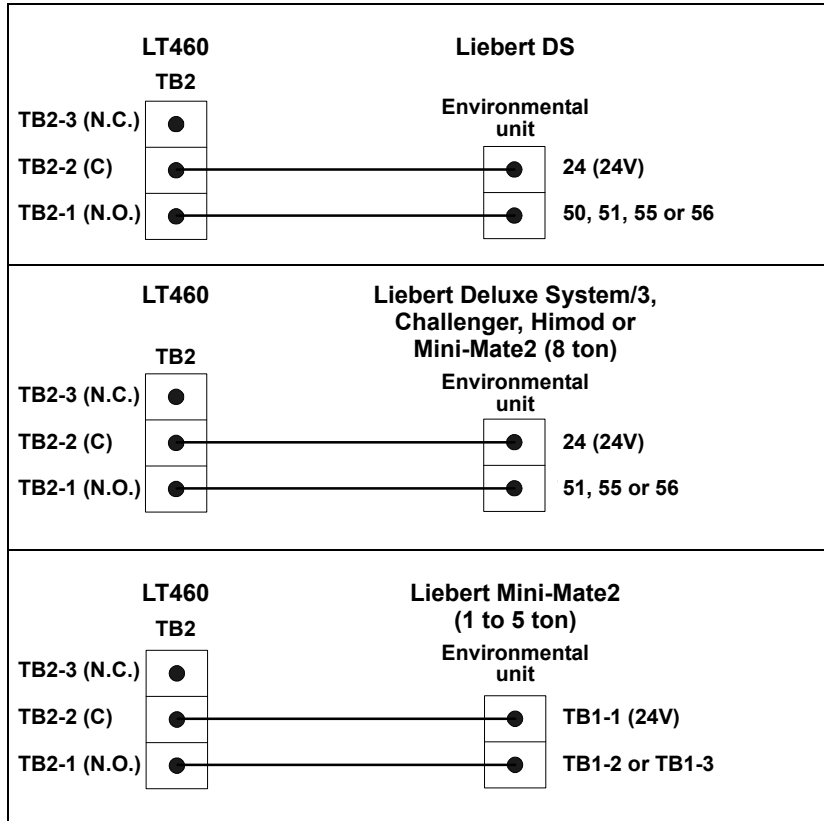 LT460
Liebert DS
TB2
Environmental
unit
TB2-3 (N.C.)
TB2-2 (C)
24 (24V)
TB2-1 (N.O.)
50, 51, 55 or 56
LT460
Liebert Deluxe System/3,
Challenger, Himod or
Mini-Mate2 (8 ton)
TB2
Environmental
unit
TB2-3 (N.C.)
TB2-2 (C)
24 (24V)
TB2-1 (N.O.)
51, 55 or 56
LT460
Liebert Mini-Mate2
(1 to 5 ton)
TB2
Environmental
unit
TB2-3 (N.C.)
TB2-2 (C)
TB1-1 (24V)
TB2-1 (N.O.)
TB1-2 or TB1-3